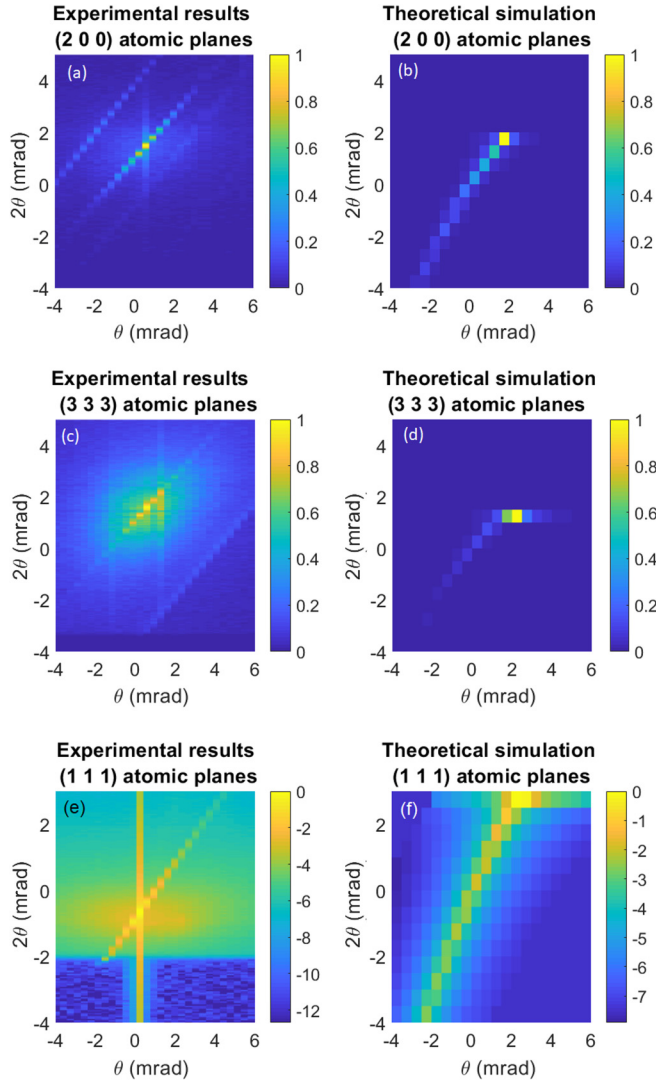 Experimental results
(2 0 0) atomic planes
Theoretical simulation
(2 0 0) atomic planes
(a)
(b)
2θ (mrad)
4
2
0
-2
-4
-4 -2 0 2 4 6
θ (mrad)
1
0.8
0.6
0.4
0.2
0
2θ (mrad)
4
2
0
-2
-4
-4 -2 0 2 4 6
θ (mrad)
1
0.8
0.6
0.4
0.2
0
Experimental results
(3 3 3) atomic planes
Theoretical simulation
(3 3 3) atomic planes
(c)
(d)
2θ (mrad)
4
2
0
-2
-4
-4 -2 0 2 4 6
θ (mrad)
1
0.8
0.6
0.4
0.2
0
2θ (mrad)
4
2
0
-2
-4
-4 -2 0 2 4 6
θ (mrad)
1
0.8
0.6
0.4
0.2
0
Experimental results
(1 1 1) atomic planes
Theoretical simulation
(1 1 1) atomic planes
(e)
(f)
2θ (mrad)
2
0
-2
-4
-4 -2 0 2 4 6
θ (mrad)
0
-2
-4
-6
-8
-10
-12
2θ (mrad)
2
0
-2
-4
-4 -2 0 2 4 6
θ (mrad)
0
-1
-2
-3
-4
-5
-6
-7